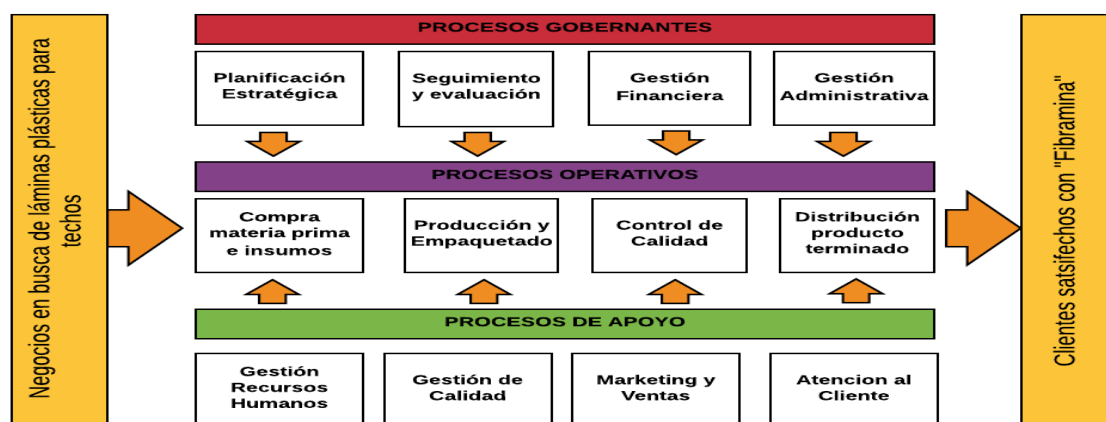 Negocios en busca de láminas plásticas para
techos
PROCESOS GOBERNANTES
Planificación
Estratégica
Seguimiento
y evaluación
Gestión
Financiera
Gestión
Administrativa
PROCESOS OPERATIVOS
Compra
materia prima
e insumos
Producción y
Empaquetado
Control de
Calidad
Distribución
producto
terminado
PROCESOS DE APOYO
Gestión
Recursos
Humanos
Gestión de
Calidad
Marketing y
Ventas
Atencion al
Cliente
Clientes satsifechos con "Fibramina"